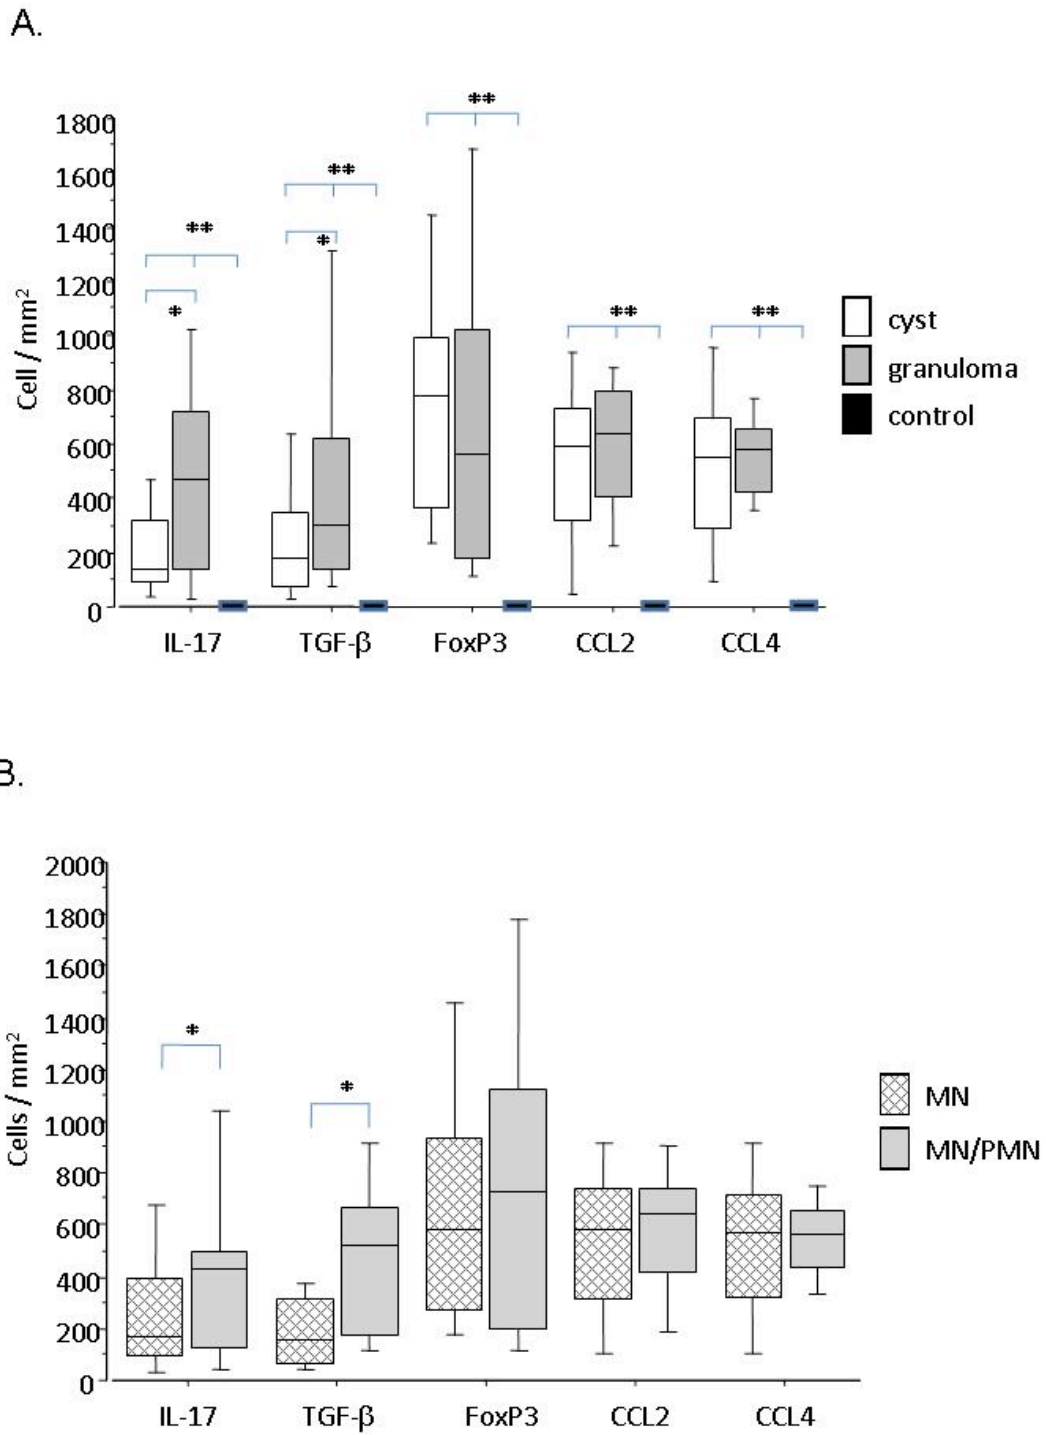 A.
**
1800
**
1600
**
*
1400
1200
*
**
**
1000
800
600
400
200
0
Cell / mm²
cyst
granuloma
control
IL-17 TGF-β FoxP3 CCL2 CCL4
B.
2000
1800
1600
1400
*
1200
*
1000
800
600
400
200
0
Cells / mm²
MN
MN/PMN
IL-17 TGF-β FoxP3 CCL2 CCL4